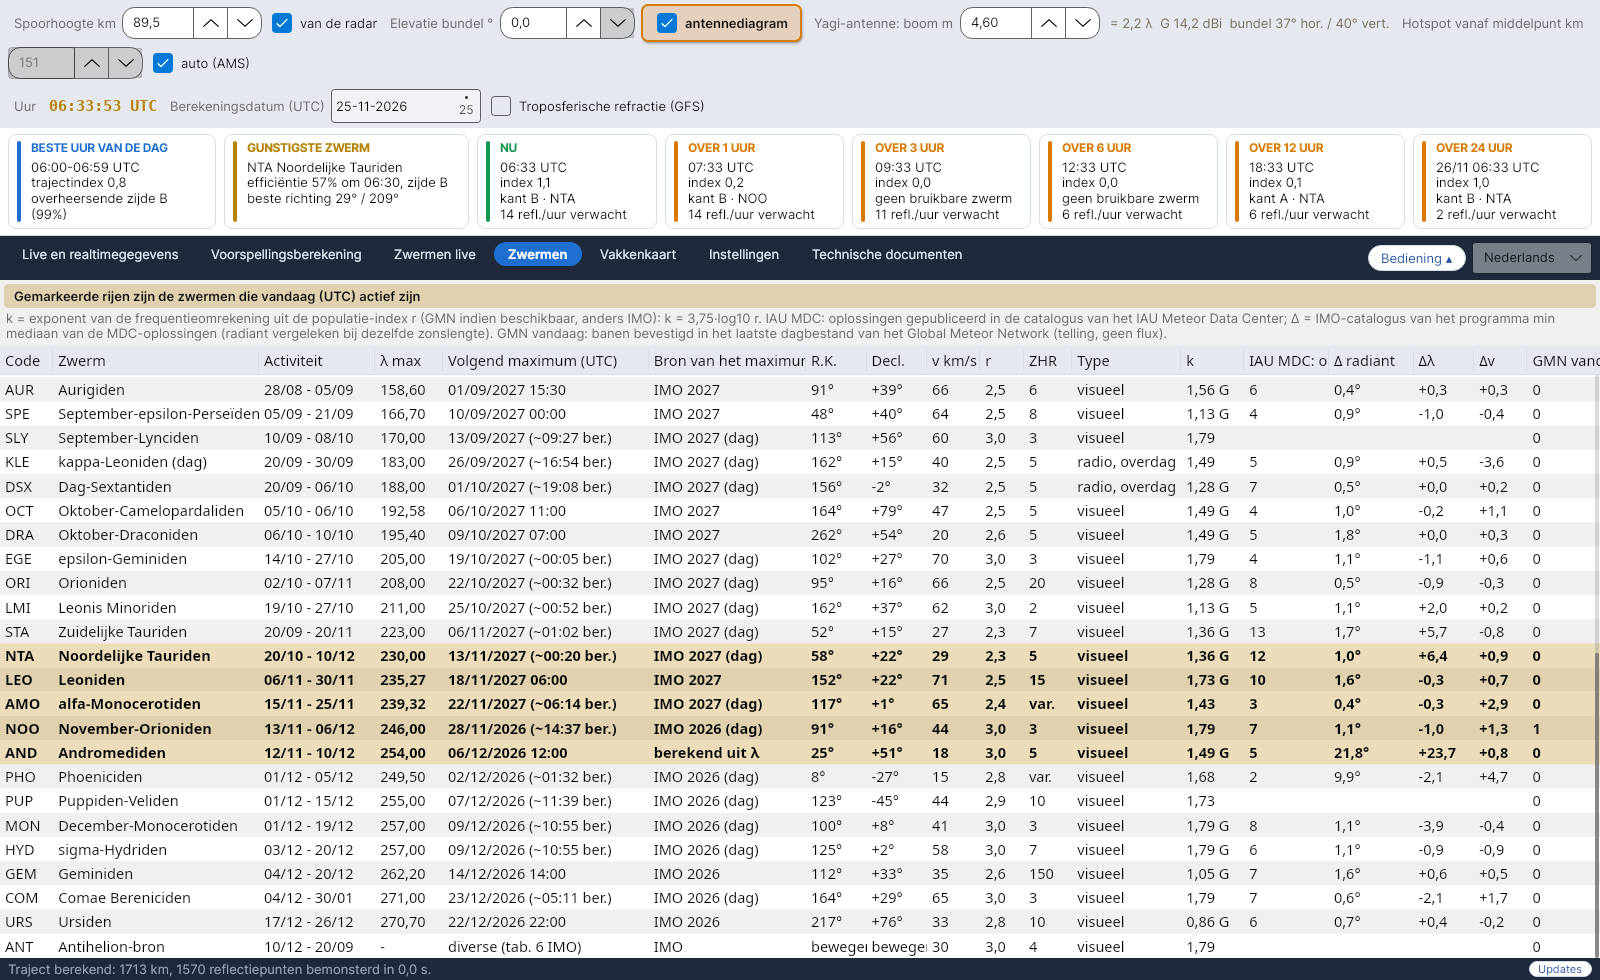 Spoorhoogte km 89,5 van de radar Elevatie bundel ° 0,0 antennediagram Yagi-antenne: boom m 4,60 = 2,2 λ G 14,2 dBi bundel 37° hor. / 40° vert. Hotspot vanaf middelpunt km
151 auto (AMS)
Uur 06:33:53 UTC Berekeningsdatum (UTC) 25-11-2026 25 Troposferische refractie (GFS)
BESTE UUR VAN DE DAG
06:00-06:59 UTC
trajectindex 0,8
overheersende zijde B
(99%)
GUNSTIGSTE ZWERM
NTA Noordelijke Tauriden
efficiëntie 57% om 06:30, zijde B
beste richting 29° / 209°
NU
06:33 UTC
index 1,1
kant B · NTA
14 refl./uur verwacht
OVER 1 UUR
07:33 UTC
index 0,2
kant B · NOO
14 refl./uur verwacht
OVER 3 UUR
09:33 UTC
index 0,0
geen bruikbare zwerm
11 refl./uur verwacht
OVER 6 UUR
12:33 UTC
index 0,0
geen bruikbare zwerm
6 refl./uur verwacht
OVER 12 UUR
18:33 UTC
index 0,1
kant A · NTA
6 refl./uur verwacht
OVER 24 UUR
26/11 06:33 UTC
index 1,0
kant B · NTA
2 refl./uur verwacht
Live en realtimegegevens Voorspellingsberekening Zwermen live Zwermen Vakkenkaart Instellingen Technische documenten Bediening ▴ Nederlands
Gemarkeerde rijen zijn de zwermen die vandaag (UTC) actief zijn
k = exponent van de frequentieomrekening uit de populatie-index r (GMN indien beschikbaar, anders IMO): k = 3,75·log10 r. IAU MDC: oplossingen gepubliceerd in de catalogus van het IAU Meteor Data Center; Δ = IMO-catalogus van het programma min
mediaan van de MDC-oplossingen (radiant vergeleken bij dezelfde zonslengte). GMN vandaag: banen bevestigd in het laatste dagbestand van het Global Meteor Network (telling, geen flux).
Code Zwerm Activiteit λ max Volgend maximum (UTC) Bron van het maximur R.K. Decl. v km/s r ZHR Type k IAU MDC: o Δ radiant Δλ Δv GMN vand
AUR Aurigiden 28/08 - 05/09 158,60 01/09/2027 15:30 IMO 2027 91° +39° 66 2,5 6 visueel 1,56 G 6 0,4° +0,3 +0,3 0
SPE September-epsilon-Perseïden 05/09 - 21/09 166,70 10/09/2027 00:00 IMO 2027 48° +40° 64 2,5 8 visueel 1,13 G 4 0,9° -1,0 -0,4 0
SLY September-Lynciden 10/09 - 08/10 170,00 13/09/2027 (~09:27 ber.) IMO 2027 (dag) 113° +56° 60 3,0 3 visueel 1,79 0
KLE kappa-Leoniden (dag) 20/09 - 30/09 183,00 26/09/2027 (~16:54 ber.) IMO 2027 (dag) 162° +15° 40 2,5 5 radio, overdag 1,49 5 0,9° +0,5 -3,6 0
DSX Dag-Sextantiden 20/09 - 06/10 188,00 01/10/2027 (~19:08 ber.) IMO 2027 (dag) 156° -2° 32 2,5 5 radio, overdag 1,28 G 7 0,5° +0,0 +0,2 0
OCT Oktober-Camelopardaliden 05/10 - 06/10 192,58 06/10/2027 11:00 IMO 2027 164° +79° 47 2,5 5 visueel 1,49 G 4 1,0° -0,2 +1,1 0
DRA Oktober-Draconiden 06/10 - 10/10 195,40 09/10/2027 07:00 IMO 2027 262° +54° 20 2,6 5 visueel 1,49 G 5 1,8° +0,0 +0,3 0
EGE epsilon-Geminiden 14/10 - 27/10 205,00 19/10/2027 (~00:05 ber.) IMO 2027 (dag) 102° +27° 70 3,0 3 visueel 1,79 4 1,1° -1,1 +0,6 0
ORI Orioniden 02/10 - 07/11 208,00 22/10/2027 (~00:32 ber.) IMO 2027 (dag) 95° +16° 66 2,5 20 visueel 1,28 G 8 0,5° -0,9 -0,3 0
LMI Leonis Minoriden 19/10 - 27/10 211,00 25/10/2027 (~00:52 ber.) IMO 2027 (dag) 162° +37° 62 3,0 2 visueel 1,13 G 5 1,1° +2,0 +0,2 0
STA Zuidelijke Tauriden 20/09 - 20/11 223,00 06/11/2027 (~01:02 ber.) IMO 2027 (dag) 52° +15° 27 2,3 7 visueel 1,36 G 13 1,7° +5,7 -0,8 0
NTA Noordelijke Tauriden 20/10 - 10/12 230,00 13/11/2027 (~00:20 ber.) IMO 2027 (dag) 58° +22° 29 2,3 5 visueel 1,36 G 12 1,0° +6,4 +0,9 0
LEO Leoniden 06/11 - 30/11 235,27 18/11/2027 06:00 IMO 2027 152° +22° 71 2,5 15 visueel 1,73 G 10 1,6° -0,3 +0,7 0
AMO alfa-Monocerotiden 15/11 - 25/11 239,32 22/11/2027 (~06:14 ber.) IMO 2027 (dag) 117° +1° 65 2,4 var. visueel 1,43 3 0,4° -0,3 +2,9 0
NOO November-Orioniden 13/11 - 06/12 246,00 28/11/2026 (~14:37 ber.) IMO 2026 (dag) 91° +16° 44 3,0 3 visueel 1,79 7 1,1° -1,0 +1,3 1
AND Andromediden 12/11 - 10/12 254,00 06/12/2026 12:00 berekend uit λ 25° +51° 18 3,0 5 visueel 1,49 G 5 21,8° +23,7 +0,8 0
PHO Phoeniciden 01/12 - 05/12 249,50 02/12/2026 (~01:32 ber.) IMO 2026 (dag) 8° -27° 15 2,8 var. visueel 1,68 2 9,9° -2,1 +4,7 0
PUP Puppiden-Veliden 01/12 - 15/12 255,00 07/12/2026 (~11:39 ber.) IMO 2026 (dag) 123° -45° 44 2,9 10 visueel 1,73 0
MON December-Monocerotiden 01/12 - 19/12 257,00 09/12/2026 (~10:55 ber.) IMO 2026 (dag) 100° +8° 41 3,0 3 visueel 1,79 G 8 1,1° -3,9 -0,4 0
HYD sigma-Hydriden 03/12 - 20/12 257,00 09/12/2026 (~10:55 ber.) IMO 2026 (dag) 125° +2° 58 3,0 7 visueel 1,79 G 6 1,1° -0,9 -0,9 0
GEM Geminiden 04/12 - 20/12 262,20 14/12/2026 14:00 IMO 2026 112° +33° 35 2,6 150 visueel 1,05 G 7 1,6° +0,6 +0,5 0
COM Comae Bereniciden 04/12 - 30/01 271,00 23/12/2026 (~05:11 ber.) IMO 2026 (dag) 164° +29° 65 3,0 3 visueel 1,79 7 0,6° -2,1 +1,7 0
URS Ursiden 17/12 - 26/12 270,70 22/12/2026 22:00 IMO 2026 217° +76° 33 2,8 10 visueel 0,86 G 6 0,7° +0,4 -0,2 0
ANT Antihelion-bron 10/12 - 20/09 - diverse (tab. 6 IMO) IMO beweger beweger 30 3,0 4 visueel 1,79 0
Traject berekend: 1713 km, 1570 reflectiepunten bemonsterd in 0,0 s. Updates